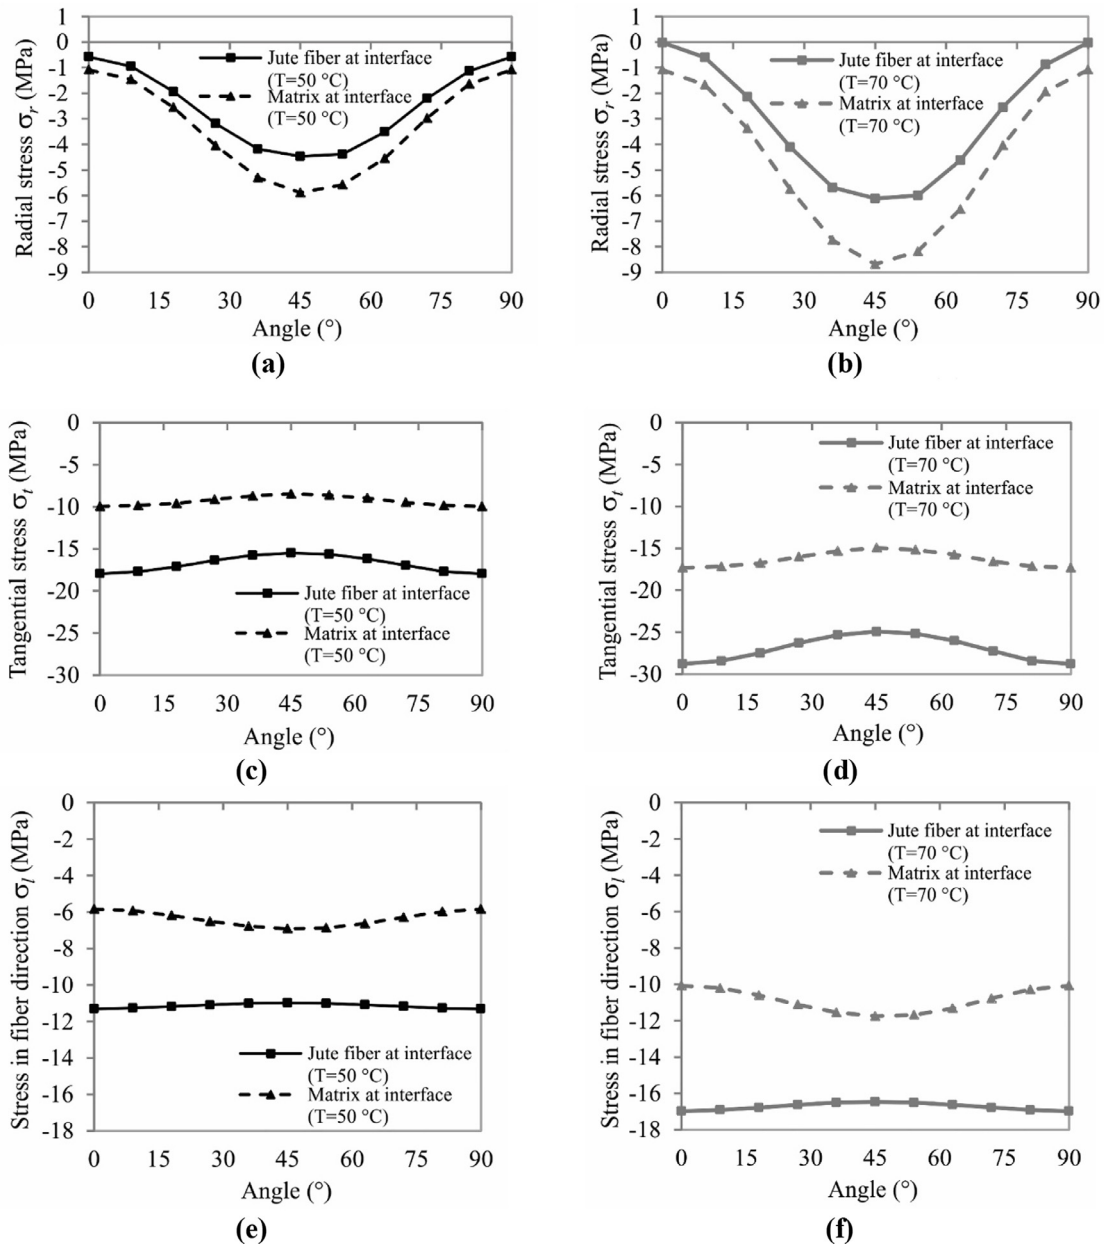 Radial stress σr (MPa)
1
0
-1
-2
-3
-4
-5
-6
-7
-8
-9
Jute fiber at interface
(T=50 °C)
Matrix at interface
(T=50 °C)
0 15 30 45 60 75 90
Angle (°)
(a)
Radial stress σr (MPa)
1
0
-1
-2
-3
-4
-5
-6
-7
-8
-9
Jute fiber at interface
(T=70 °C)
Matrix at interface
(T=70 °C)
0 15 30 45 60 75 90
Angle (°)
(b)
Tangential stress σt (MPa)
0
-5
-10
-15
-20
-25
-30
Jute fiber at interface
(T=50 °C)
Matrix at interface
(T=50 °C)
0 15 30 45 60 75 90
Angle (°)
(c)
Tangential stress σt (MPa)
0
-5
-10
-15
-20
-25
-30
Jute fiber at interface
(T=70 °C)
Matrix at interface
(T=70 °C)
0 15 30 45 60 75 90
Angle (°)
(d)
Stress in fiber direction σl (MPa)
0
-2
-4
-6
-8
-10
-12
-14
-16
-18
Jute fiber at interface
(T=50 °C)
Matrix at interface
(T=50 °C)
0 15 30 45 60 75 90
Angle (°)
(e)
Stress in fiber direction σl (MPa)
0
-2
-4
-6
-8
-10
-12
-14
-16
-18
Jute fiber at interface
(T=70 °C)
Matrix at interface
(T=70 °C)
0 15 30 45 60 75 90
Angle (°)
(f)